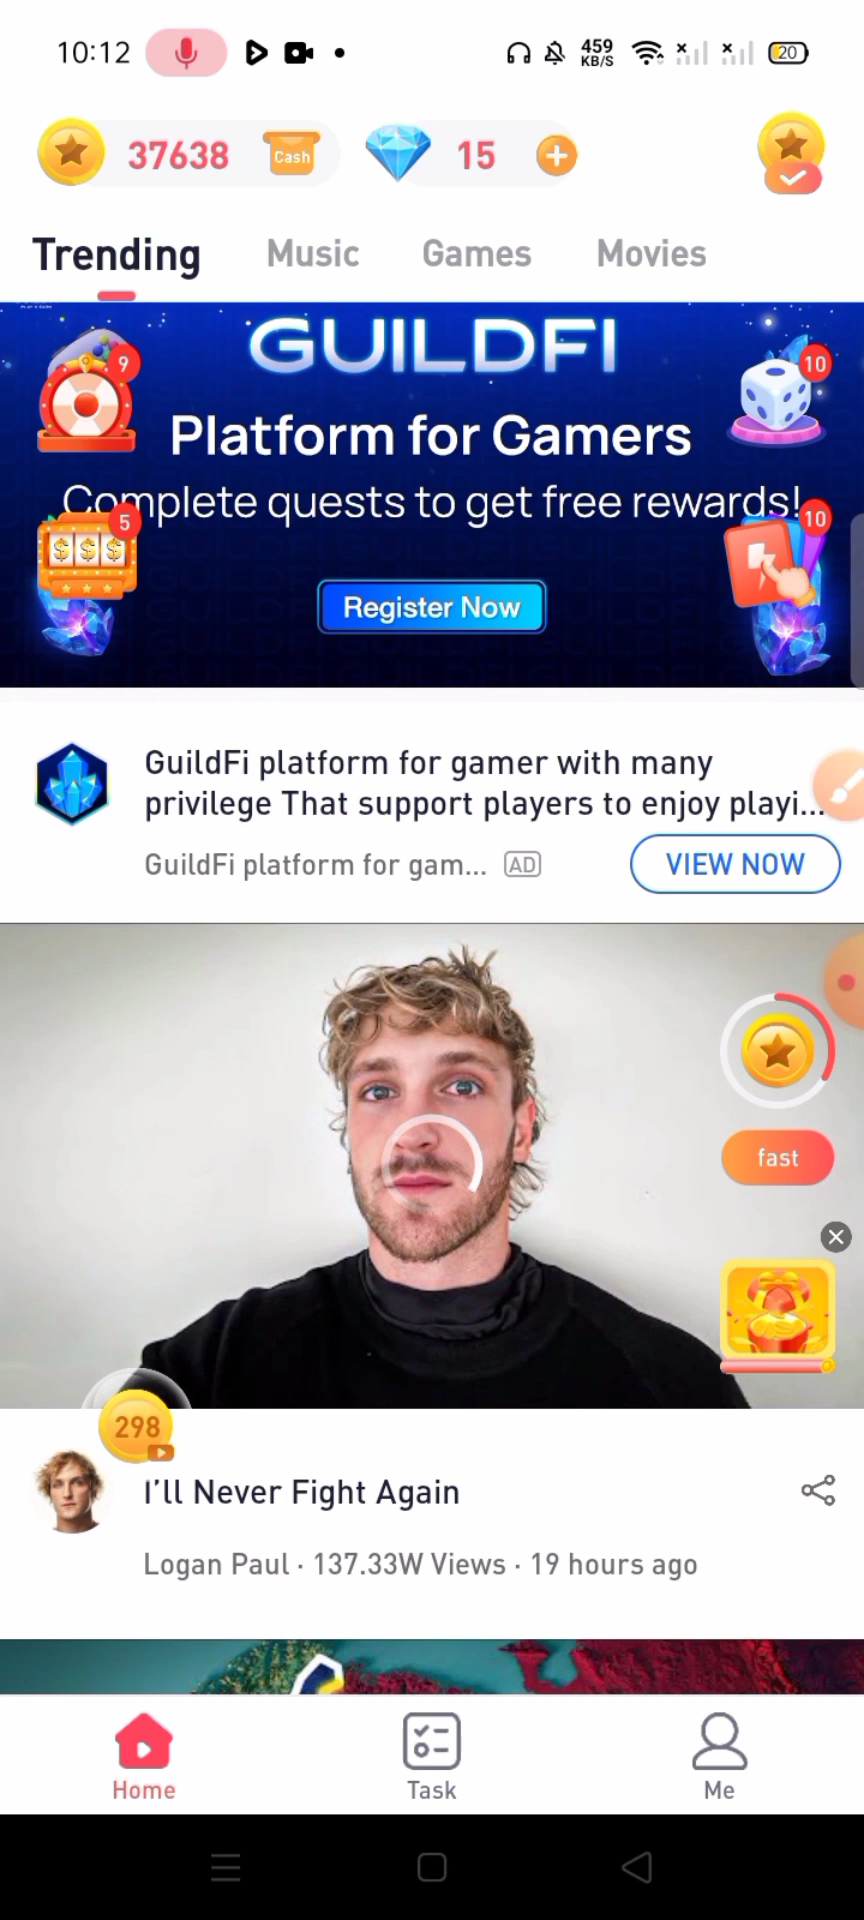 10:12
459
KB/S
20
37638
Cash
15
Trending
Music
Games
Movies
GUILDFI
9
10
Platform for Gamers
Complete quests to get free rewards!
5
10
$ $ $
Register Now
GuildFi platform for gamer with many
privilege That support players to enjoy playi...
GuildFi platform for gam...
AD
VIEW NOW
fast
298
I'll Never Fight Again
Logan Paul · 137.33W Views · 19 hours ago
Home
Task
Me